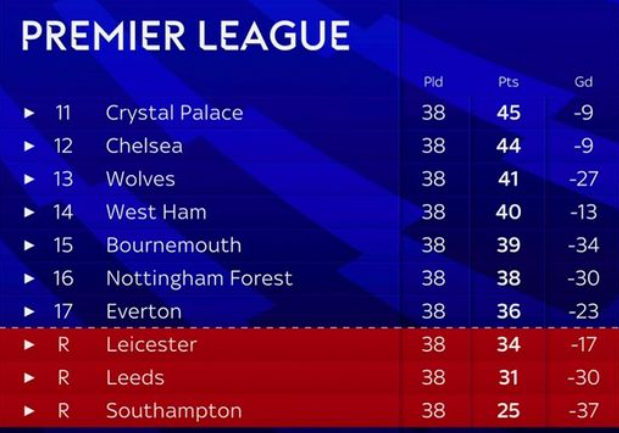 PREMIER LEAGUE
Pld Pts Gd
11 Crystal Palace 38 45 -9
12 Chelsea 38 44 -9
13 Wolves 38 41 -27
14 West Ham 38 40 -13
15 Bournemouth 38 39 -34
16 Nottingham Forest 38 38 -30
17 Everton 38 36 -23
R Leicester 38 34 -17
R Leeds 38 31 -30
R Southampton 38 25 -37